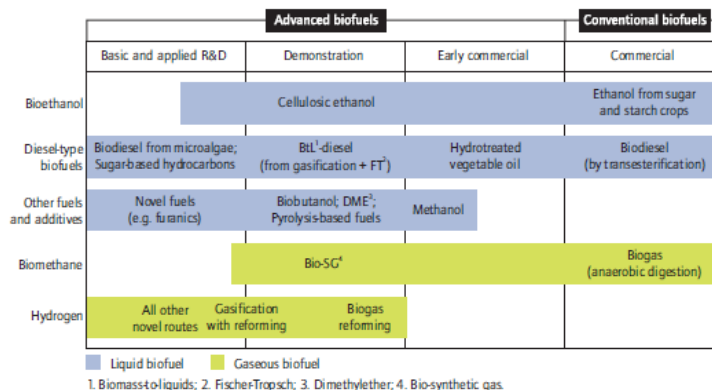 Advanced biofuels Conventional biofuels
Basic and applied R&D Demonstration Early commercial Commercial
Bioethanol Cellulosic ethanol Ethanol from sugar
and starch crops
Diesel-type Biodiesel from microalgae; BtL¹-diesel Hydrotreated Biodiesel
biofuels Sugar-based hydrocarbons (from gasification + FT²) vegetable oil (by transesterification)
Other fuels Novel fuels Biobutanol; DME³; Methanol
and additives (e.g. furanics) Pyrolysis-based fuels
Biomethane Bio-SG⁴ Biogas
(anaerobic digestion)
Hydrogen All other Gasification Biogas
novel routes with reforming reforming
Liquid biofuel Gaseous biofuel
1. Biomass-to-liquids; 2. Fischer-Tropsch; 3. Dimethylether; 4. Bio-synthetic gas.